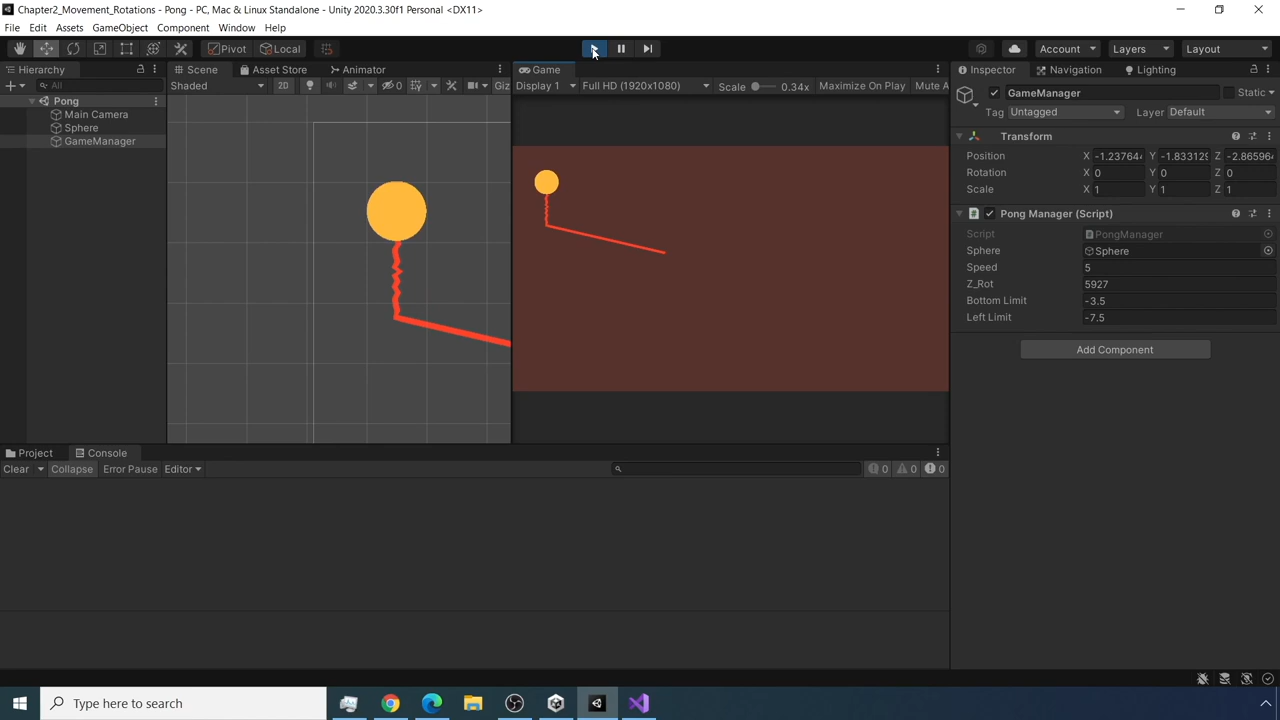 Chapter2_Movement_Rotations - Pong - PC, Mac & Linux Standalone - Unity 2020.3.30f1 Personal <DX11>
File Edit Assets GameObject Component Window Help
Pivot Local Account Layers Layout
Hierarchy Scene Asset Store Animator Game Inspector Navigation Lighting
All Shaded 2D 0 Giz Display 1 Full HD (1920x1080) Scale 0.34x Maximize On Play Mute A GameManager Static
Pong
Main Camera
Sphere
GameManager
Tag Untagged Layer Default
Transform
Position X -1.23764 Y -1.833129 Z -2.86596
Rotation X 0 Y 0 Z 0
Scale X 1 Y 1 Z 1
Pong Manager (Script)
Script PongManager
Sphere Sphere
Speed 5
Z_Rot 5927
Bottom Limit -3.5
Left Limit -7.5
Add Component
Project Console
Clear Collapse Error Pause Editor 0 0 0
Type here to search